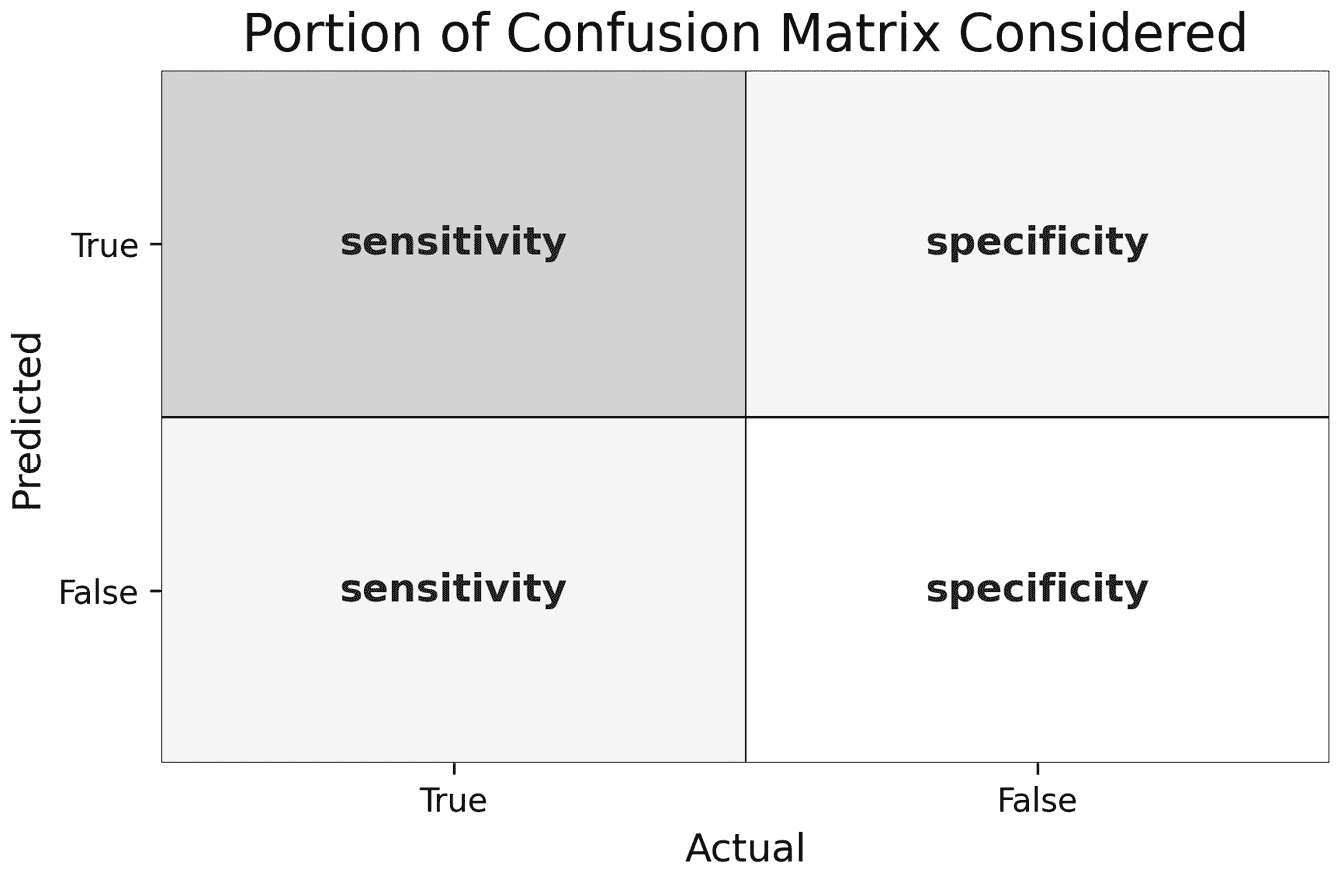 Portion of Confusion Matrix Considered
Predicted
True
sensitivity
specificity
False
sensitivity
specificity
True
False
Actual